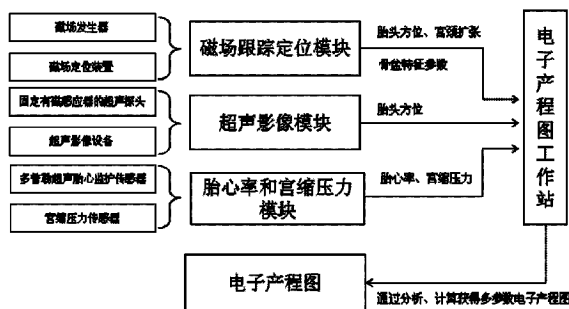 磁场发生器
磁场定位装置
磁场跟踪定位模块
胎头方位、宫颈扩张
骨盆特征参数
固定有磁感应器的超声探头
超声影像设备
超声影像模块
胎头方位
多普勒超声胎心监护传感器
宫缩压力传感器
胎心率和宫缩压力
模块
胎心率、宫缩压力
电子产程图工作站
电子产程图
通过分析、计算获得多参数电子产程图